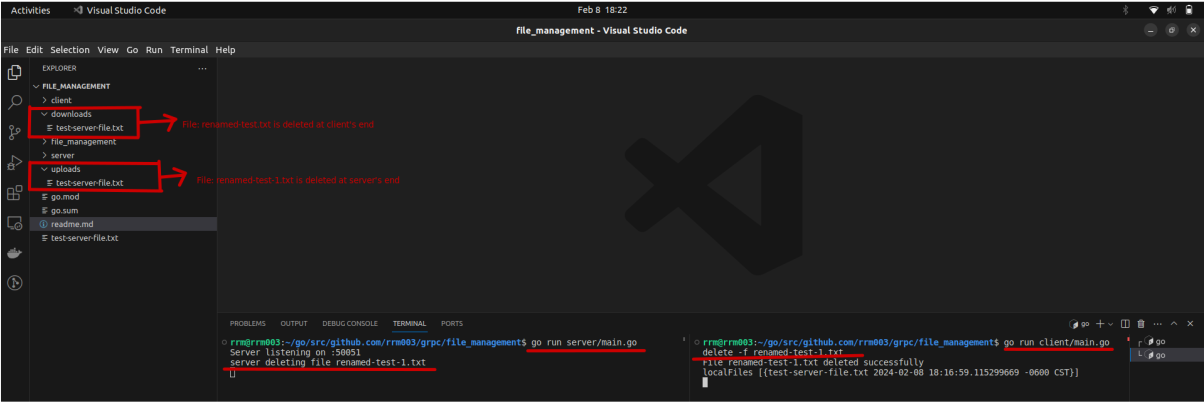 Activities
Visual Studio Code
Feb 8 18:22
file_management - Visual Studio Code
File Edit Selection View Go Run Terminal Help
EXPLORER
FILE_MANAGEMENT
client
downloads
test-server-file.txt
File: renamed-test.txt is deleted at client's end
file_management
server
uploads
test-server-file.txt
File: renamed-test-1.txt is deleted at server's end
go.mod
go.sum
readme.md
test-server-file.txt
PROBLEMS OUTPUT DEBUG CONSOLE TERMINAL PORTS
go
rrm@rrm003:~/go/src/github.com/rrm003/grpc/file_management$ go run server/main.go
Server listening on :50051
server deleting file renamed-test-1.txt
rrm@rrm003:~/go/src/github.com/rrm003/grpc/file_management$ go run client/main.go
delete -f renamed-test-1.txt
File renamed-test-1.txt deleted successfully
localFiles [{test-server-file.txt 2024-02-08 18:16:59.115299669 -0600 CST}]
go
go